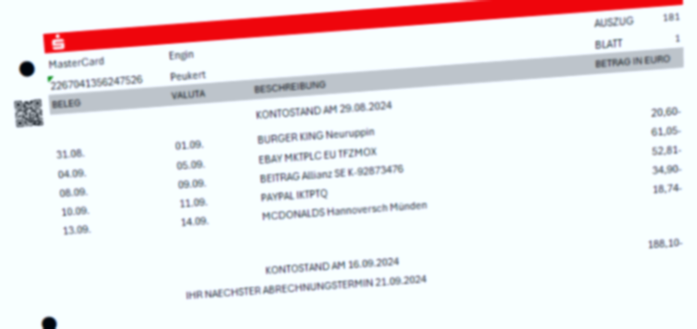 AUSZUG 181
MasterCard Engin BLATT 1
2267041356247526 Peukert
BELEG VALUTA BESCHREIBUNG BETRAG IN EURO
KONTOSTAND AM 29.08.2024
31.08. 01.09. BURGER KING Neuruppin 20,60-
04.09. 05.09. EBAY MKTPLC EU TFZMOX 61,05-
08.09. 09.09. BEITRAG Allianz SE K-92873476 52,81-
10.09. 11.09. PAYPAL IKTPTQ 34,90-
13.09. 14.09. MCDONALDS Hannoversch Münden 18,74-
KONTOSTAND AM 16.09.2024 188,10-
IHR NAECHSTER ABRECHNUNGSTERMIN 21.09.2024